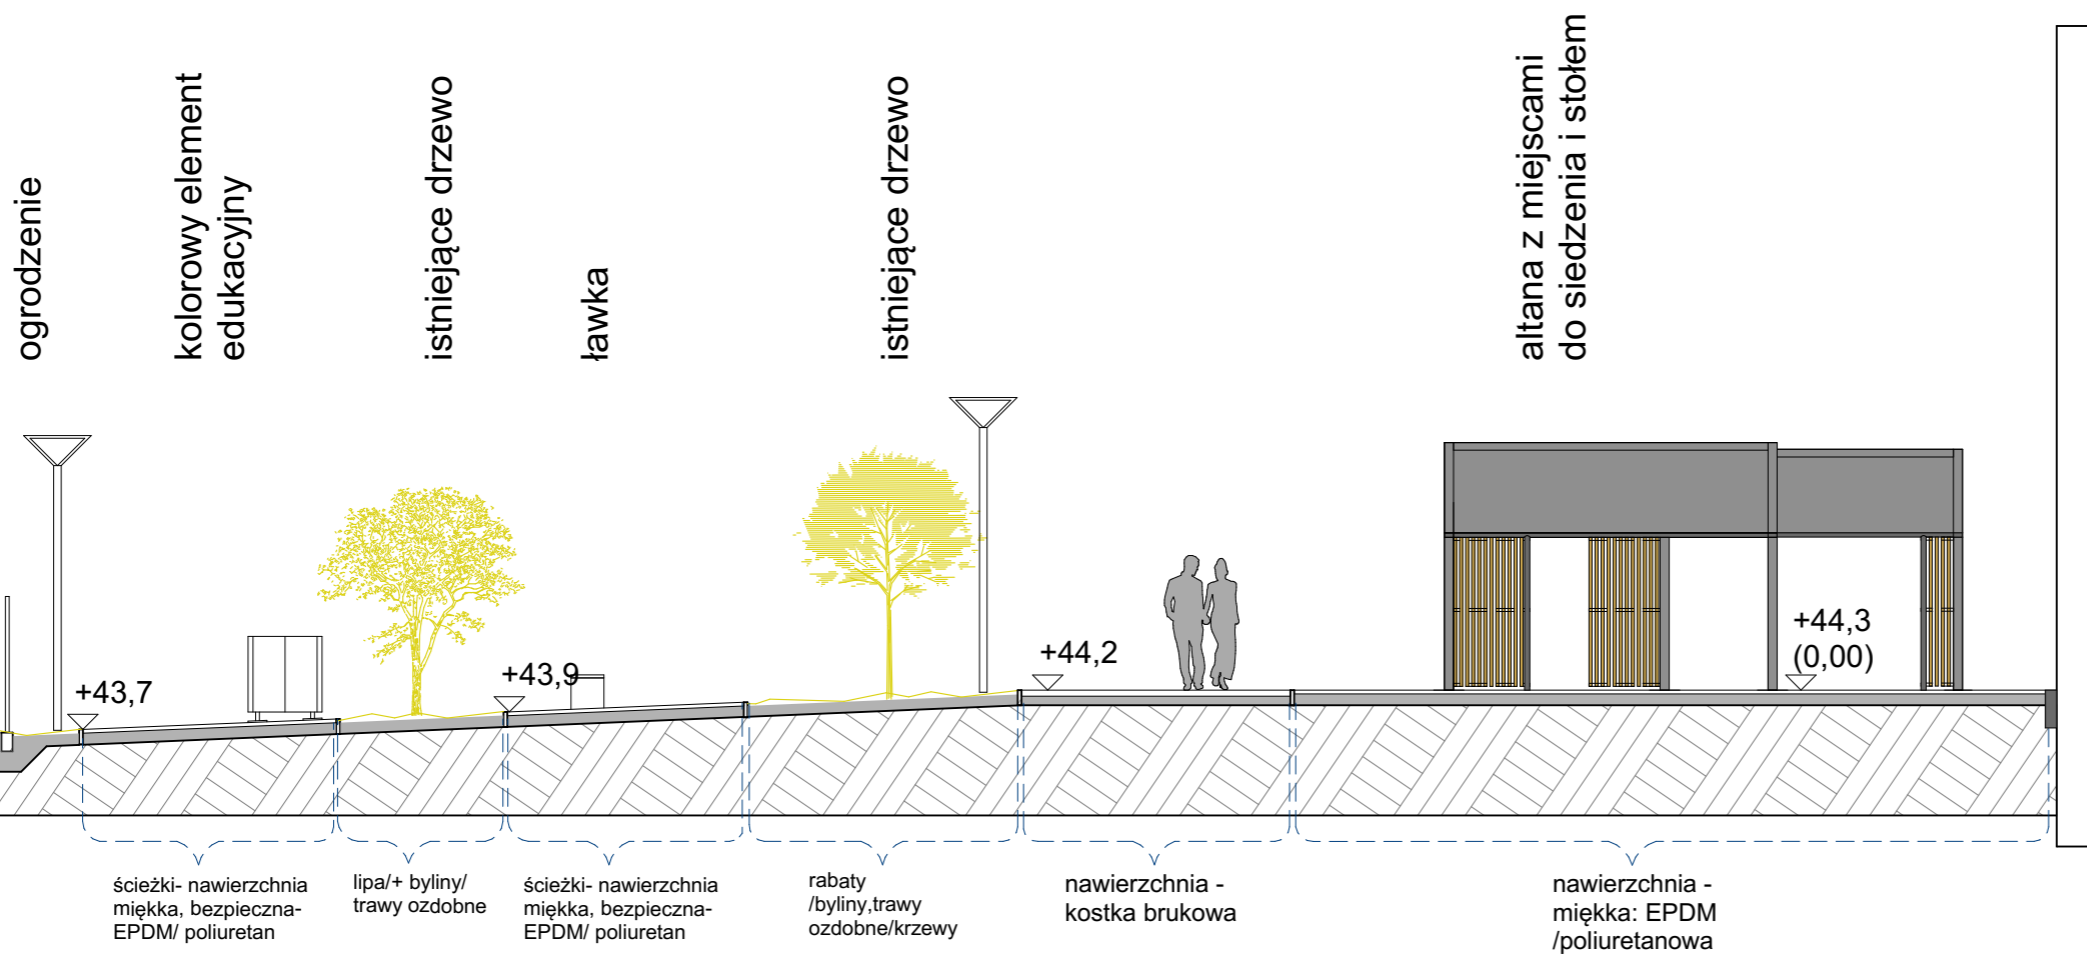 ogrodzenie
kolorowy element
edukacyjny
istniejące drzewo
ławka
istniejące drzewo
altana z miejscami
do siedzenia i stołem
+43,7
+43,9
+44,2
+44,3
(0,00)
ścieżki- nawierzchnia
miękka, bezpieczna-
EPDM/ poliuretan
lipa/+ byliny/
trawy ozdobne
ścieżki- nawierzchnia
miękka, bezpieczna-
EPDM/ poliuretan
rabaty
/byliny,trawy
ozdobne/krzewy
nawierzchnia -
kostka brukowa
nawierzchnia -
miękka: EPDM
/poliuretanowa